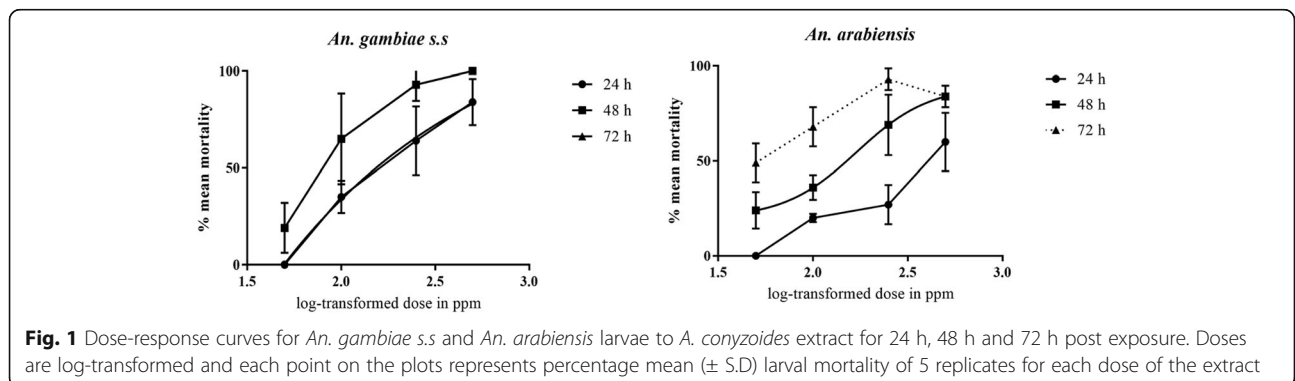 An. gambiae s.s
100
50
0
% mean mortality
1.5
2.0
2.5
3.0
log-transformed dose in ppm
24 h
48 h
72 h
An. arabiensis
100
50
0
% mean mortality
1.5
2.0
2.5
3.0
log-transformed dose in ppm
24 h
48 h
72 h
Fig. 1 Dose-response curves for An. gambiae s.s and An. arabiensis larvae to A. conyzoides extract for 24 h, 48 h and 72 h post exposure. Doses
are log-transformed and each point on the plots represents percentage mean (± S.D) larval mortality of 5 replicates for each dose of the extract